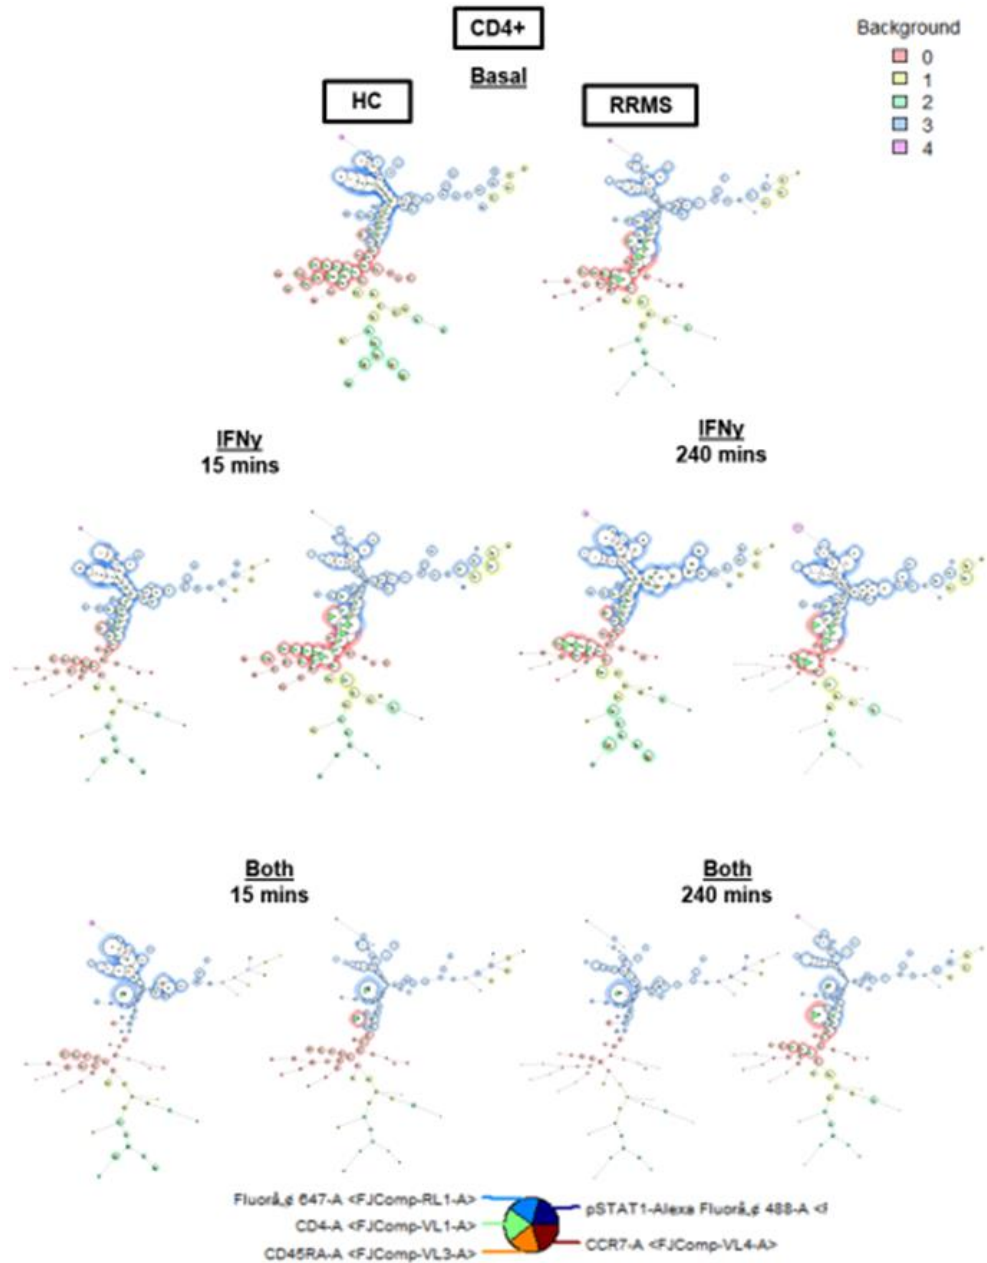 CD4+
Background
0
1
2
3
4
Basal
HC
RRMS
IFNγ
15 mins
IFNγ
240 mins
Both
15 mins
Both
240 mins
Fluorâ,¢ 647-A <FJComp-RL1-A>
pSTAT1-Alexa Fluorâ,¢ 488-A <F
CD4-A <FJComp-VL1-A>
CCR7-A <FJComp-VL4-A>
CD45RA-A <FJComp-VL3-A>